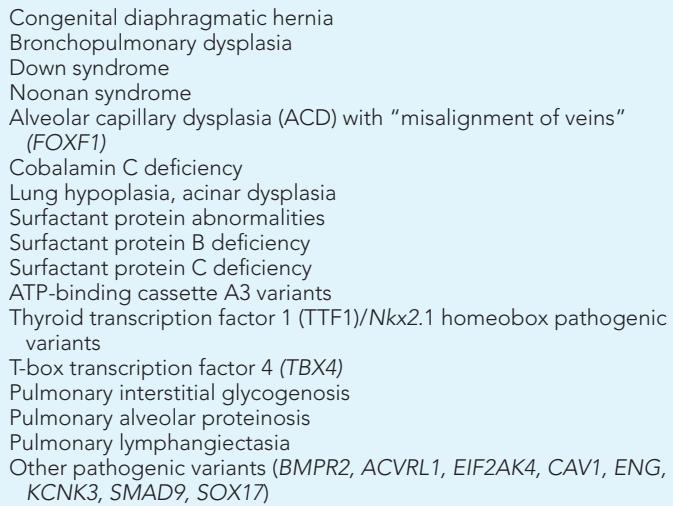 Congenital diaphragmatic hernia
Bronchopulmonary dysplasia
Down syndrome
Noonan syndrome
Alveolar capillary dysplasia (ACD) with “misalignment of veins”
(FOXF1)
Cobalamin C deficiency
Lung hypoplasia, acinar dysplasia
Surfactant protein abnormalities
Surfactant protein B deficiency
Surfactant protein C deficiency
ATP-binding cassette A3 variants
Thyroid transcription factor 1 (TTF1)/Nkx2.1 homeobox pathogenic
variants
T-box transcription factor 4 (TBX4)
Pulmonary interstitial glycogenosis
Pulmonary alveolar proteinosis
Pulmonary lymphangiectasia
Other pathogenic variants (BMPR2, ACVRL1, EIF2AK4, CAV1, ENG,
KCNK3, SMAD9, SOX17)